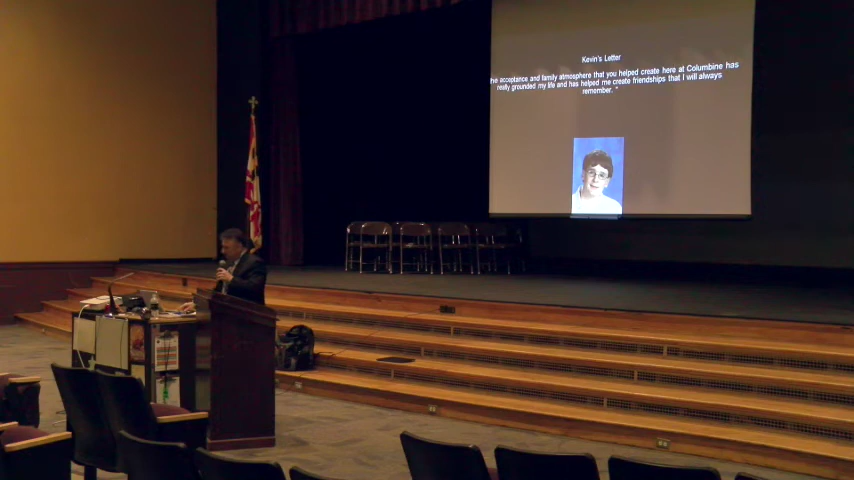 Kevin's Letter
he acceptance and family atmosphere that you helped create here at Columbine has
really grounded my life and has helped me create friendships that I will always
remember. "